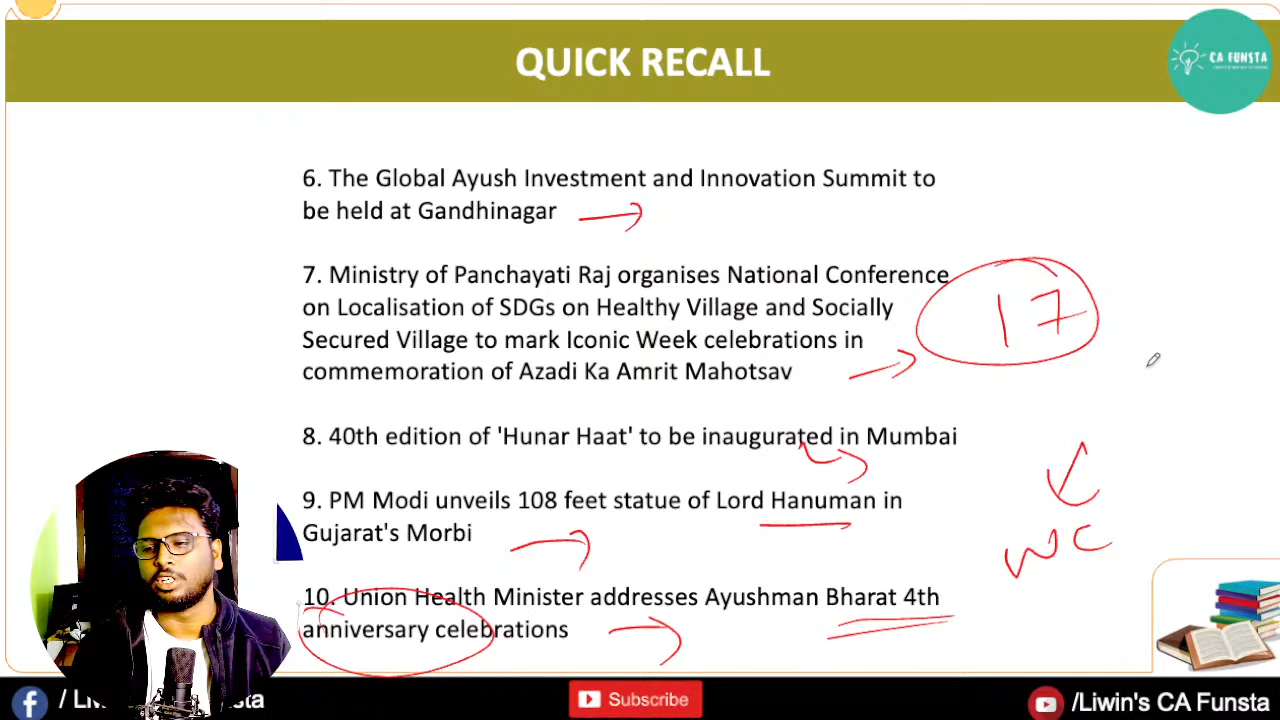 QUICK RECALL
CA FUNSTA
6. The Global Ayush Investment and Innovation Summit to
be held at Gandhinagar
7. Ministry of Panchayati Raj organises National Conference
on Localisation of SDGs on Healthy Village and Socially
Secured Village to mark Iconic Week celebrations in
commemoration of Azadi Ka Amrit Mahotsav
17
8. 40th edition of 'Hunar Haat' to be inaugurated in Mumbai
9. PM Modi unveils 108 feet statue of Lord Hanuman in
Gujarat's Morbi
WC
10. Union Health Minister addresses Ayushman Bharat 4th
anniversary celebrations
/ Liwin's CA Funsta
Subscribe
/Liwin's CA Funsta